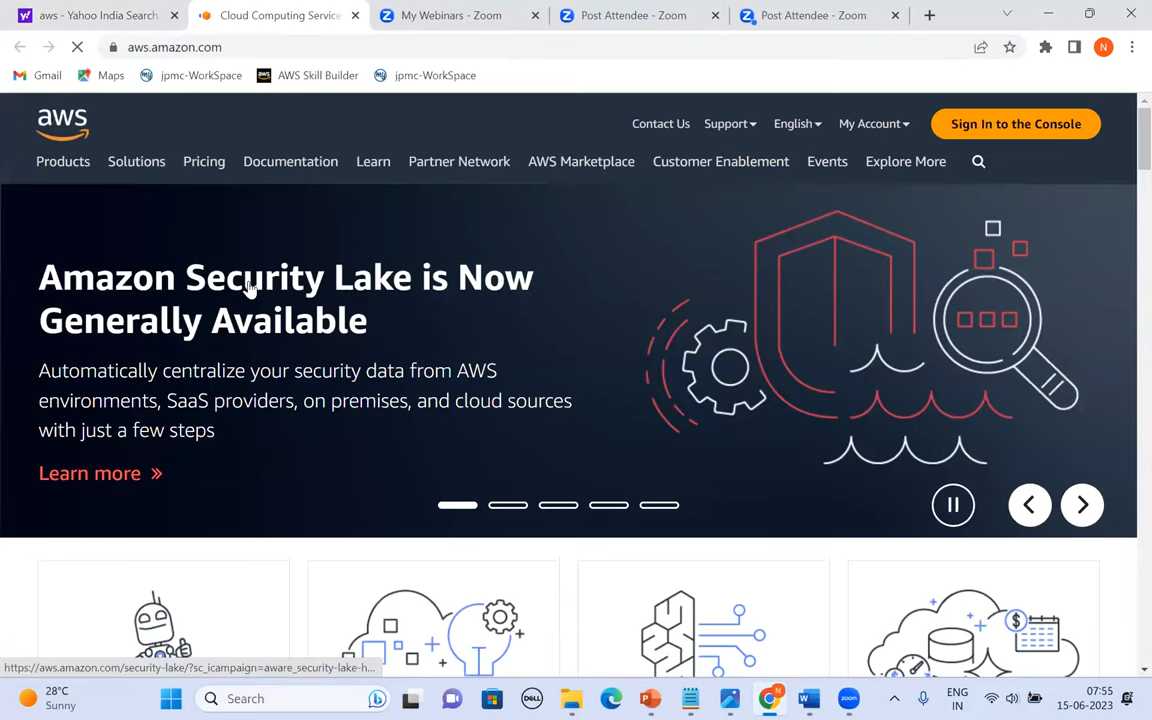 aws - Yahoo India Search
Cloud Computing Service
My Webinars - Zoom
Post Attendee - Zoom
Post Attendee - Zoom
aws.amazon.com
N
Gmail
Maps
jpmc-WorkSpace
aws
AWS Skill Builder
jpmc-WorkSpace
aws
Contact Us
Support
English
My Account
Sign In to the Console
Products
Solutions
Pricing
Documentation
Learn
Partner Network
AWS Marketplace
Customer Enablement
Events
Explore More
Amazon Security Lake is Now
Generally Available
Automatically centralize your security data from AWS
environments, SaaS providers, on premises, and cloud sources
with just a few steps
Learn more
$
https://aws.amazon.com/security-lake/?sc_icampaign=aware_security-lake-h...
28°C
Sunny
Search
DELL
zoom
ENG
IN
07:55
15-06-2023